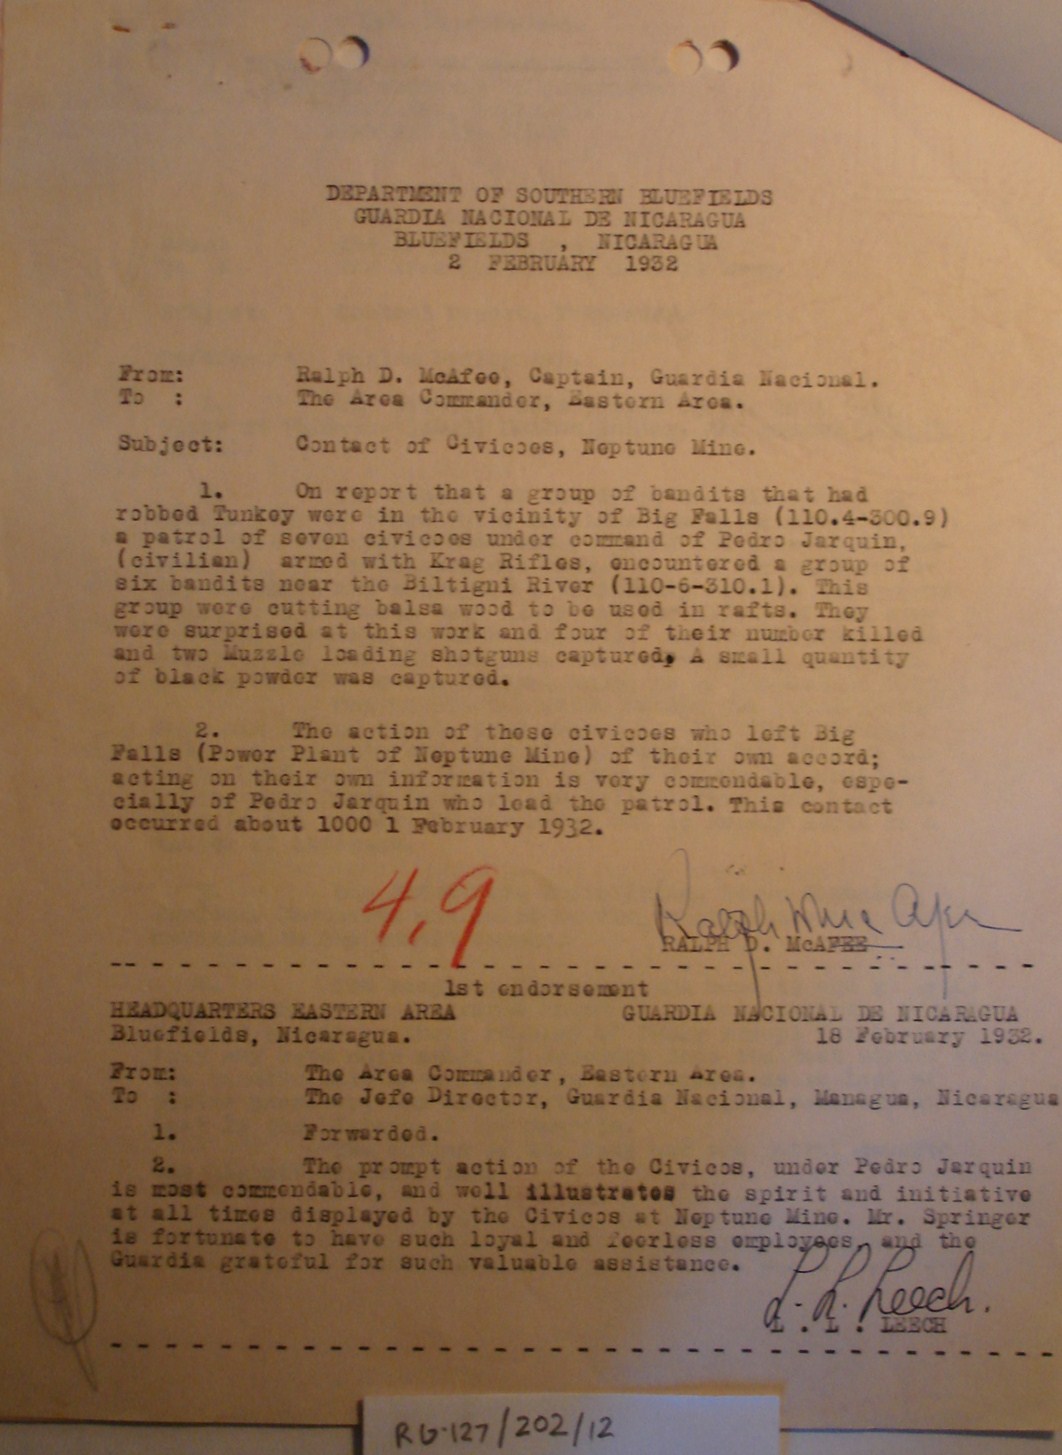 DEPARTMENT OF SOUTHERN BLUEFIELDS
GUARDIA NACIONAL DE NICARAGUA
BLUEFIELDS , NICARAGUA
2 FEBRUARY 1932
From: Ralph D. McAfee, Captain, Guardia Nacional.
To : The Area Commander, Eastern Area.
Subject: Contact of Civicoes, Neptune Mine.
1. On report that a group of bandits that had
robbed Tunkey were in the vicinity of Big Falls (110.4-300.9)
a patrol of seven civicoes under command of Pedro Jarquin,
(civilian) armed with Krag Rifles, encountered a group of
six bandits near the Biltigni River (110-6-310.1). This
group were cutting balsa wood to be used in rafts. They
were surprised at this work and four of their number killed
and two Muzzle loading shotguns captured, A small quantity
of black powder was captured.
2. The action of these civicoes who left Big
Falls (Power Plant of Neptune Mine) of their own accord;
acting on their own information is very commendable, espe-
cially of Pedro Jarquin who lead the patrol. This contact
occurred about 1000 1 February 1932.
4,9
RALPH D. McAFEE
1st endorsement
HEADQUARTERS EASTERN AREA GUARDIA NACIONAL DE NICARAGUA
Bluefields, Nicaragua. 18 February 1932.
From: The Area Commander, Eastern Area.
To : The Jefe Director, Guardia Nacional, Managua, Nicaragua
1. Forwarded.
2. The prompt action of the Civicos, under Pedro Jarquin
is most commendable, and well illustrates the spirit and initiative
at all times displayed by the Civicos at Neptune Mine. Mr. Springer
is fortunate to have such loyal and feerless employees, and the
Guardia grateful for such valuable assistance.
L. L. Leech.
L. L. LEECH
RG-127/202/12